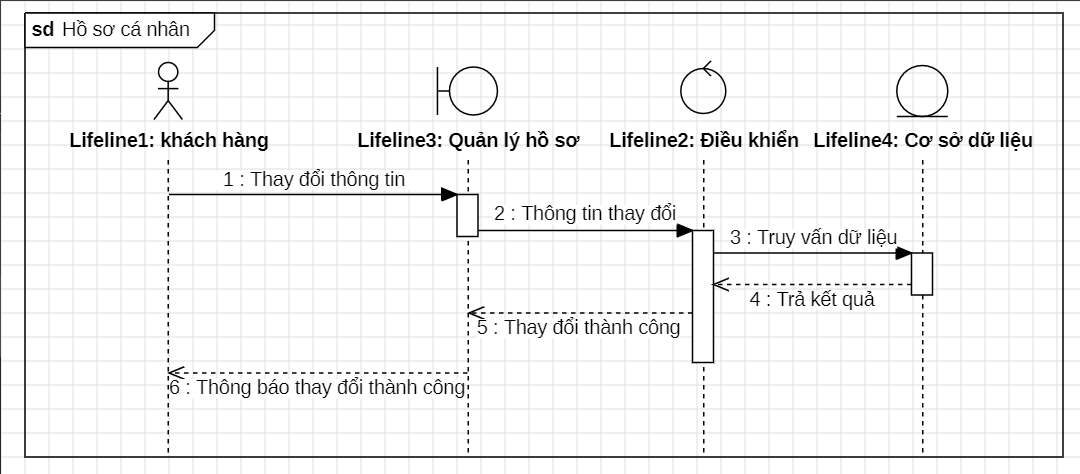 sd Hồ sơ cá nhân
Lifeline1: khách hàng
Lifeline3: Quản lý hồ sơ
Lifeline2: Điều khiển
Lifeline4: Cơ sở dữ liệu
1 : Thay đổi thông tin
2 : Thông tin thay đổi
3 : Truy vấn dữ liệu
4 : Trả kết quả
5 : Thay đổi thành công
6 : Thông báo thay đổi thành công